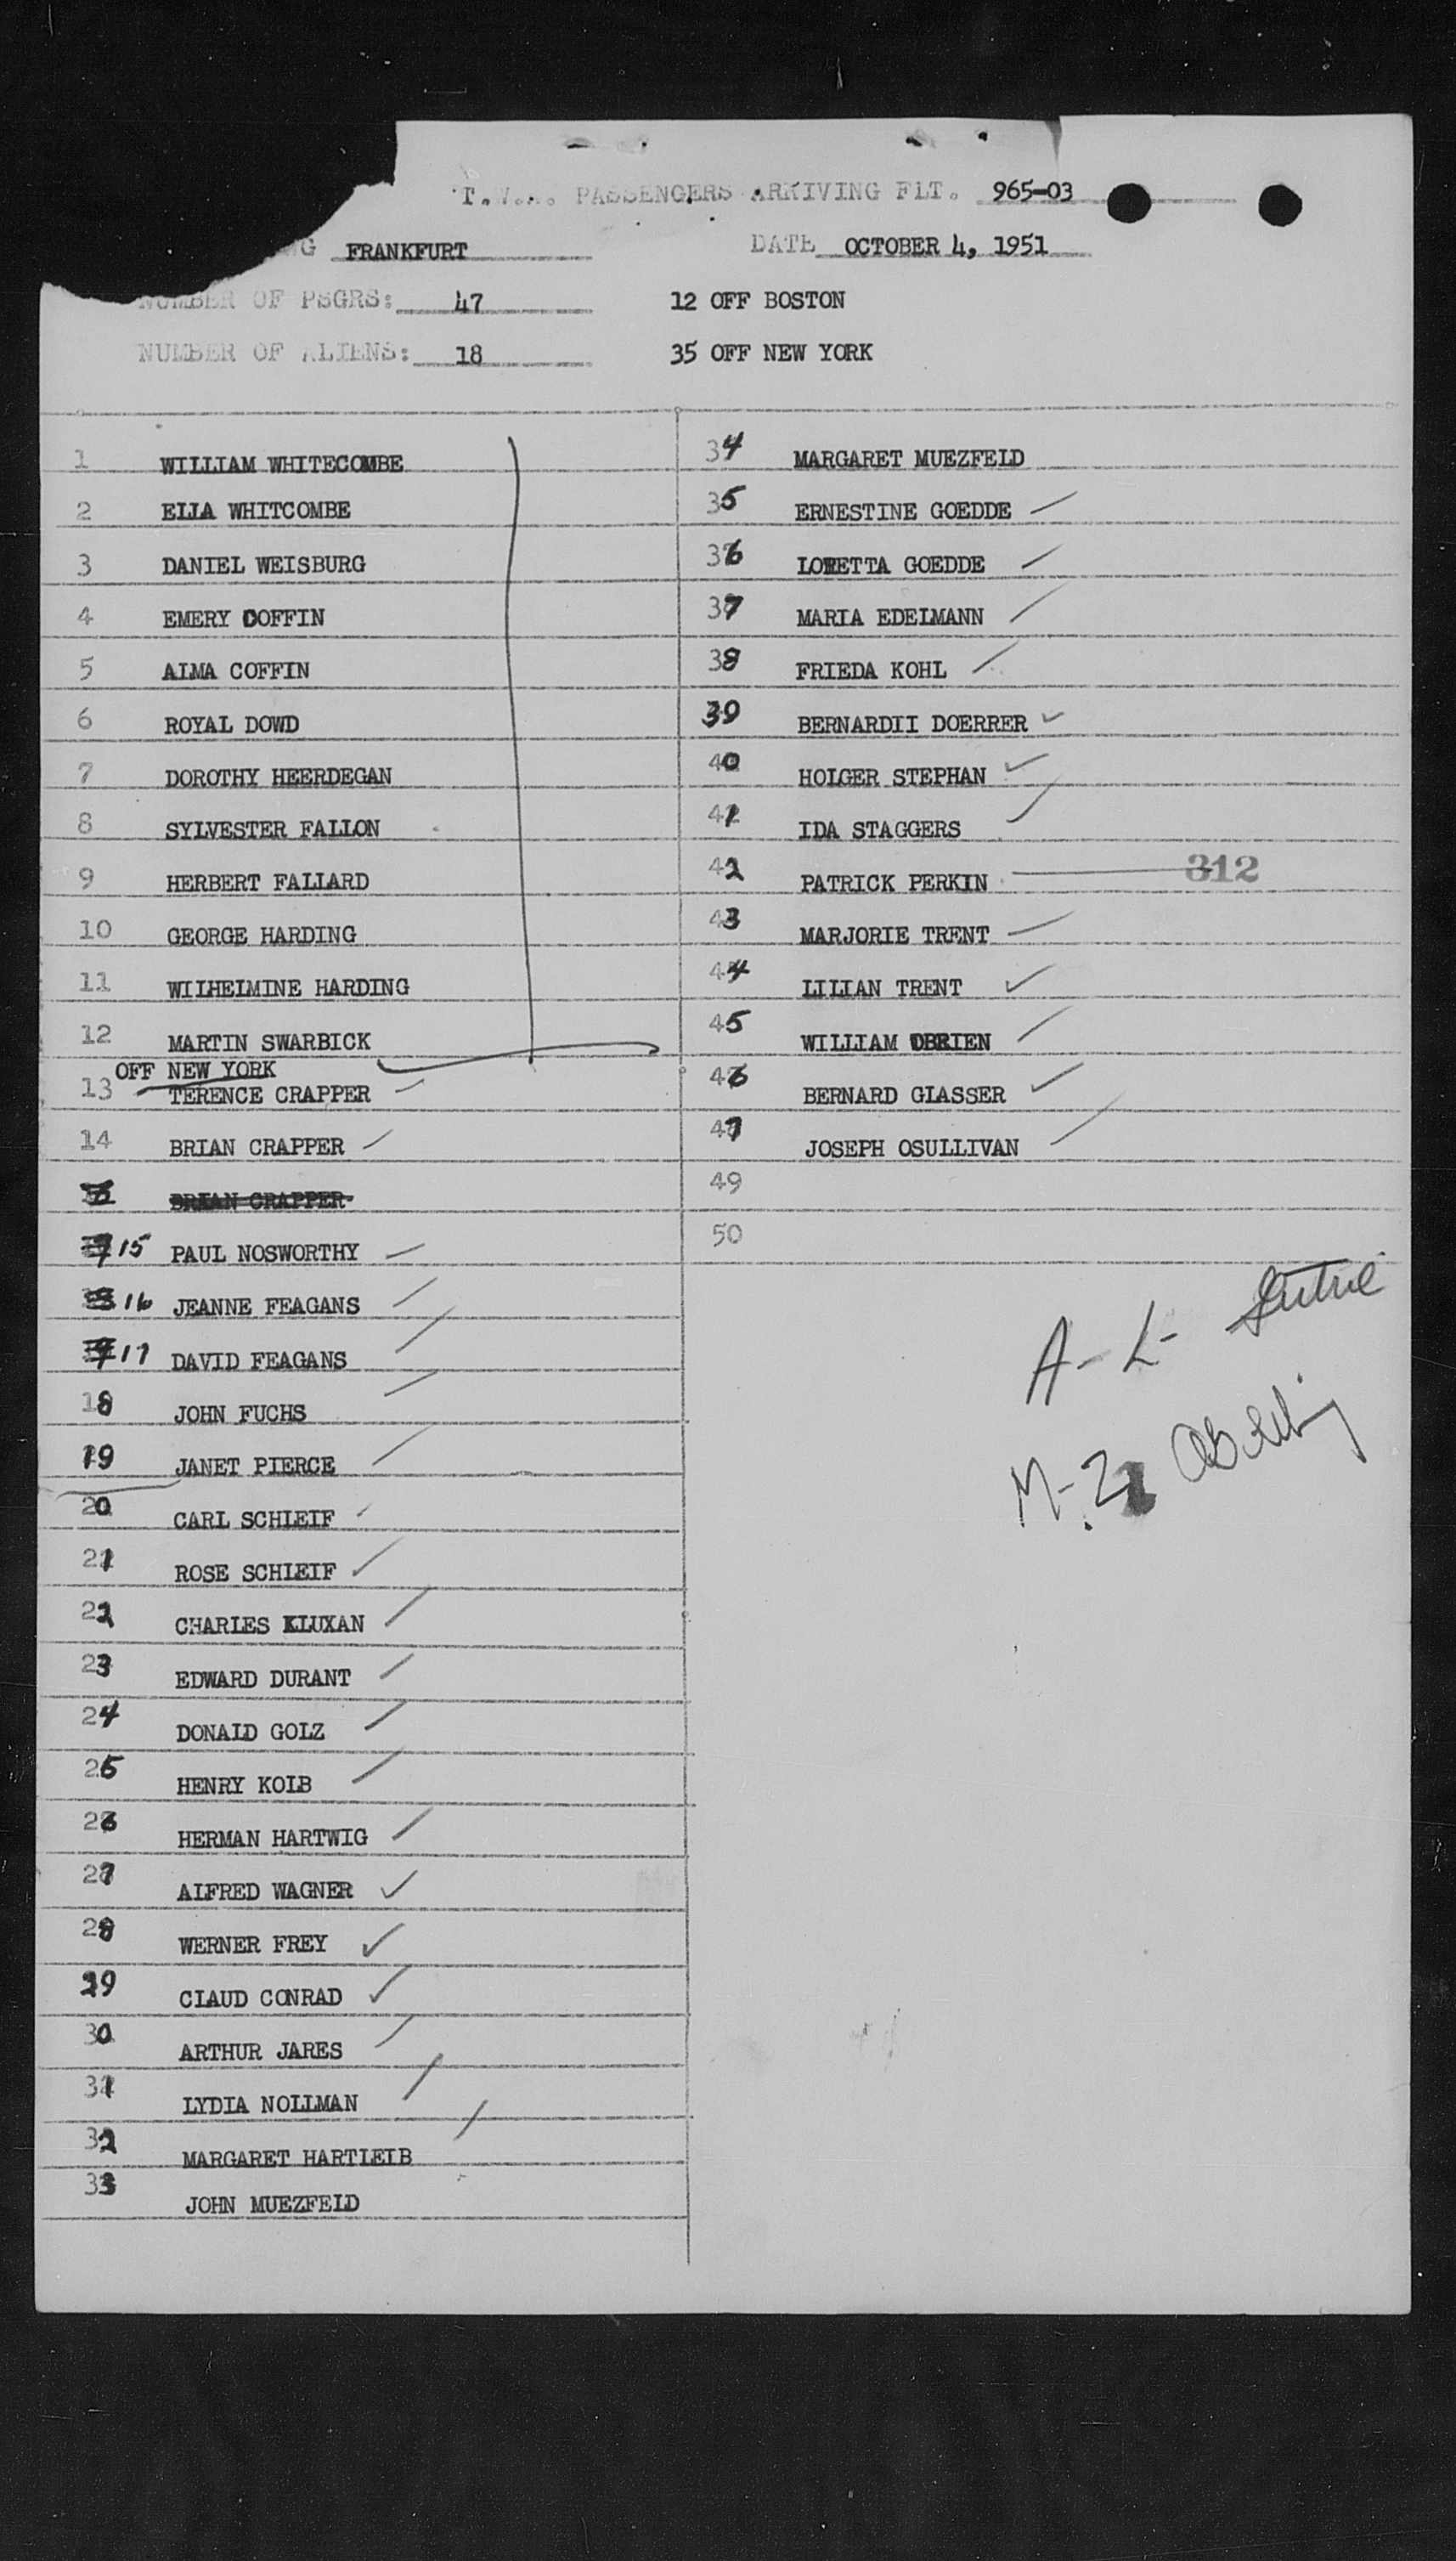 T.W.A. PASSENGERS ARRIVING FLT. 965-03
G FRANKFURT DATE OCTOBER 4, 1951
NUMBER OF PSGRS: 47 12 OFF BOSTON
NUMBER OF ALIENS: 18 35 OFF NEW YORK
1 WILLIAM WHITECOMBE
2 ELLA WHITCOMBE
3 DANIEL WEISBURG
4 EMERY COFFIN
5 ALMA COFFIN
6 ROYAL DOWD
7 DOROTHY HEERDEGAN
8 SYLVESTER FALLON
9 HERBERT FALLARD
10 GEORGE HARDING
11 WILHELMINE HARDING
12 MARTIN SWARBICK
OFF NEW YORK
13 TERENCE CRAPPER
14 BRIAN CRAPPER
BRIAN CRAPPER
15 PAUL NOSWORTHY
16 JEANNE FEAGANS
17 DAVID FEAGANS
18 JOHN FUCHS
19 JANET PIERCE
20 CARL SCHLEIF
21 ROSE SCHLEIF
22 CHARLES KLUXAN
23 EDWARD DURANT
24 DONALD GOLZ
25 HENRY KOLB
26 HERMAN HARTWIG
27 ALFRED WAGNER
28 WERNER FREY
29 CLAUD CONRAD
30 ARTHUR JARES
31 LYDIA NOLLMAN
32 MARGARET HARTLEIB
33 JOHN MUEZFELD
34 MARGARET MUEZFELD
35 ERNESTINE GOEDDE
36 LORETTA GOEDDE
37 MARIA EDELMANN
38 FRIEDA KOHL
39 BERNARDII DOERRER
40 HOLGER STEPHAN
41 IDA STAGGERS
42 PATRICK PERKIN 312
43 MARJORIE TRENT
44 LILIAN TRENT
45 WILLIAM OBRIEN
46 BERNARD GLASSER
47 JOSEPH OSULLIVAN
49
50
A-L
M-Z